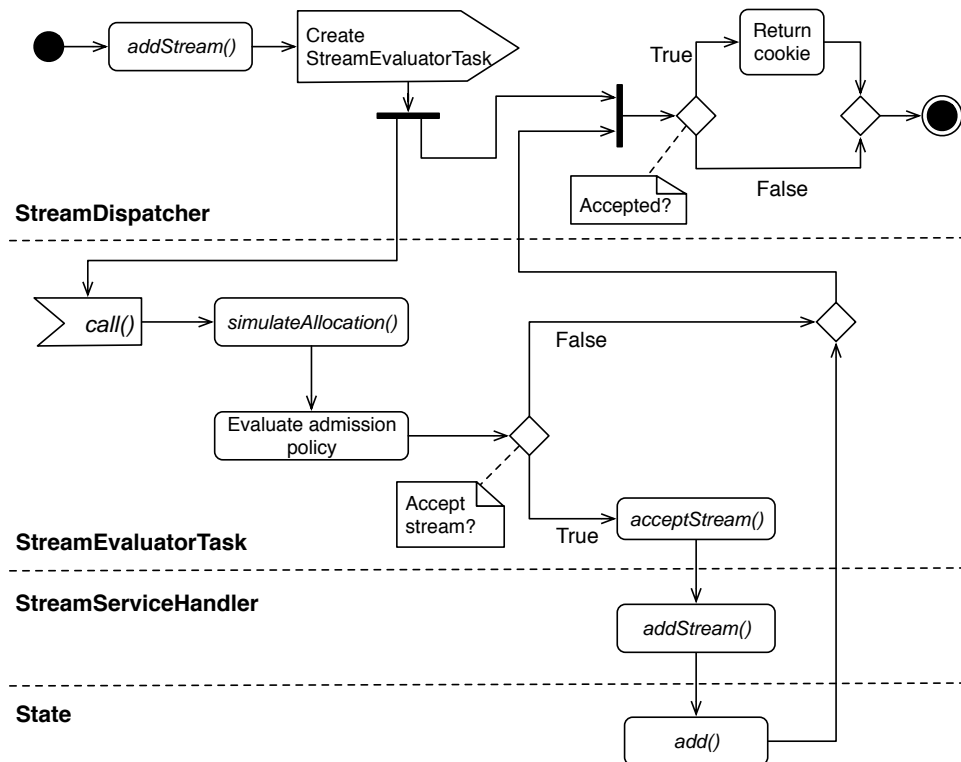 addStream()
Create
StreamEvaluatorTask
True
Return
cookie
False
Accepted?
StreamDispatcher
call()
simulateAllocation()
False
Evaluate admission
policy
Accept
stream?
True
acceptStream()
StreamEvaluatorTask
StreamServiceHandler
addStream()
State
add()